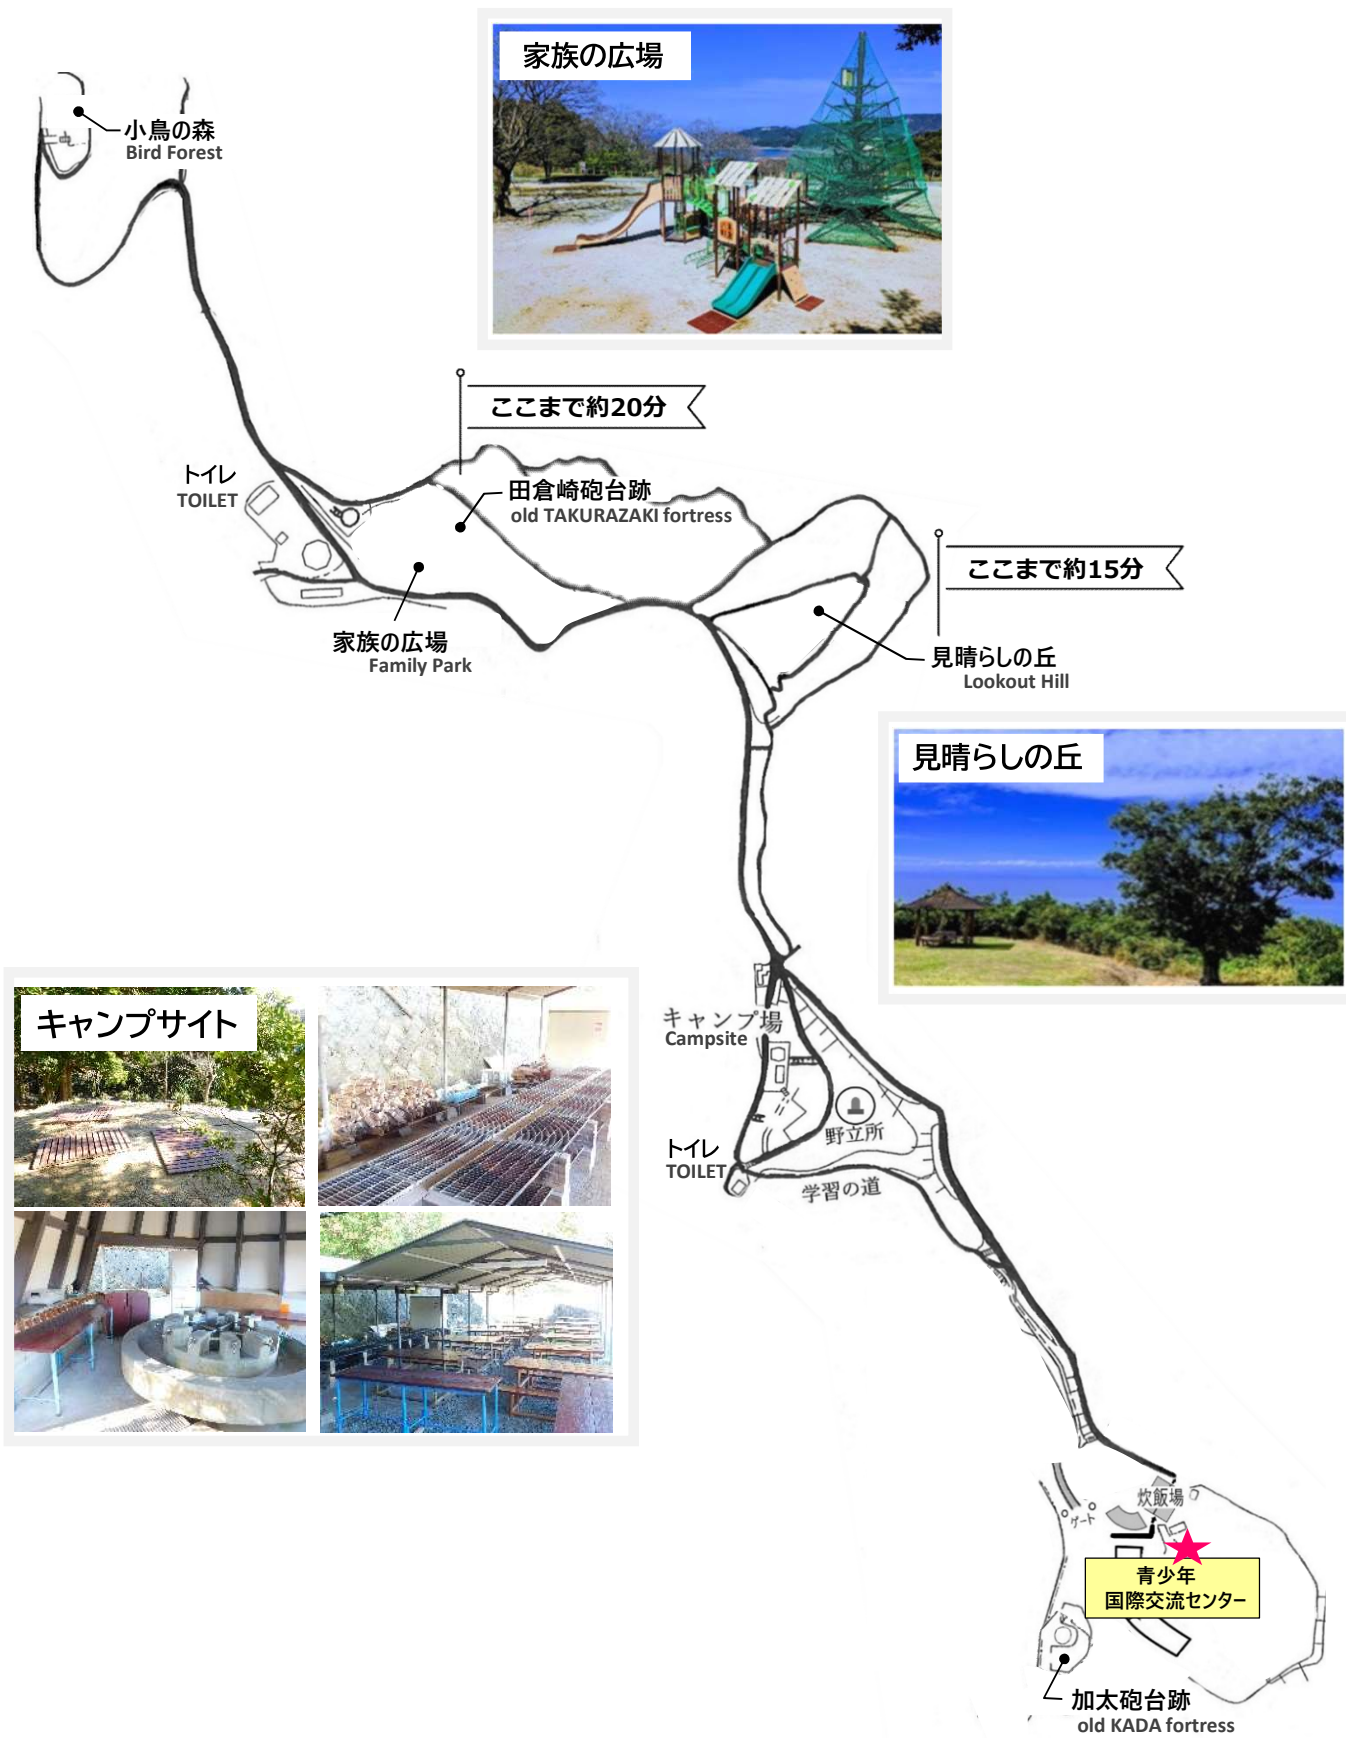 家族の広場
小鳥の森
Bird Forest
ここまで約20分
トイレ
TOILET
田倉崎砲台跡
old TAKURAZAKI fortress
ここまで約15分
家族の広場
Family Park
見晴らしの丘
Lookout Hill
見晴らしの丘
キャンプサイト
キャンプ場
Campsite
野立所
トイレ
TOILET
学習の道
炊飯場
ゲート
青少年
国際交流センター
加太砲台跡
old KADA fortress